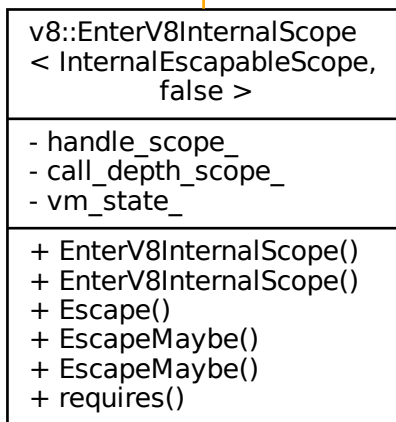 v8::EnterV8InternalScope
< InternalEscapableScope,
false >
- handle_scope_
- call_depth_scope_
- vm_state_
+ EnterV8InternalScope()
+ EnterV8InternalScope()
+ Escape()
+ EscapeMaybe()
+ EscapeMaybe()
+ requires()